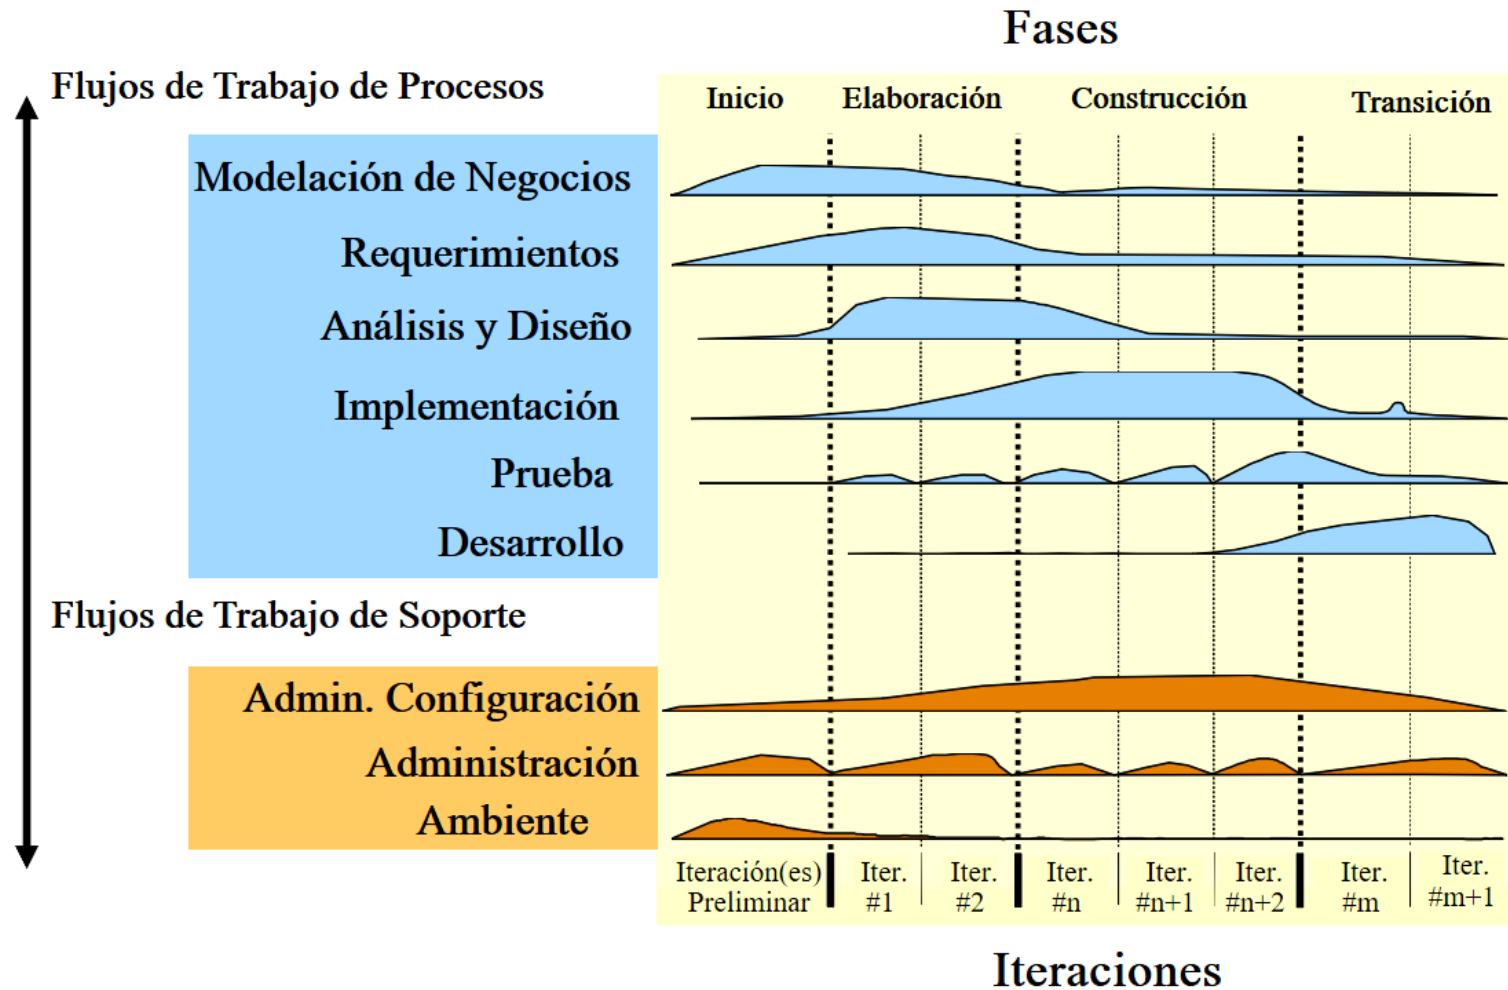 Fases
Flujos de Trabajo de Procesos
Inicio Elaboración Construcción Transición
Modelación de Negocios
Requerimientos
Análisis y Diseño
Implementación
Prueba
Desarrollo
Flujos de Trabajo de Soporte
Admin. Configuración
Administración
Ambiente
Iteración(es) Iter. Iter. Iter. Iter. Iter. Iter. Iter.
Preliminar #1 #2 #n #n+1 #n+2 #m #m+1
Iteraciones